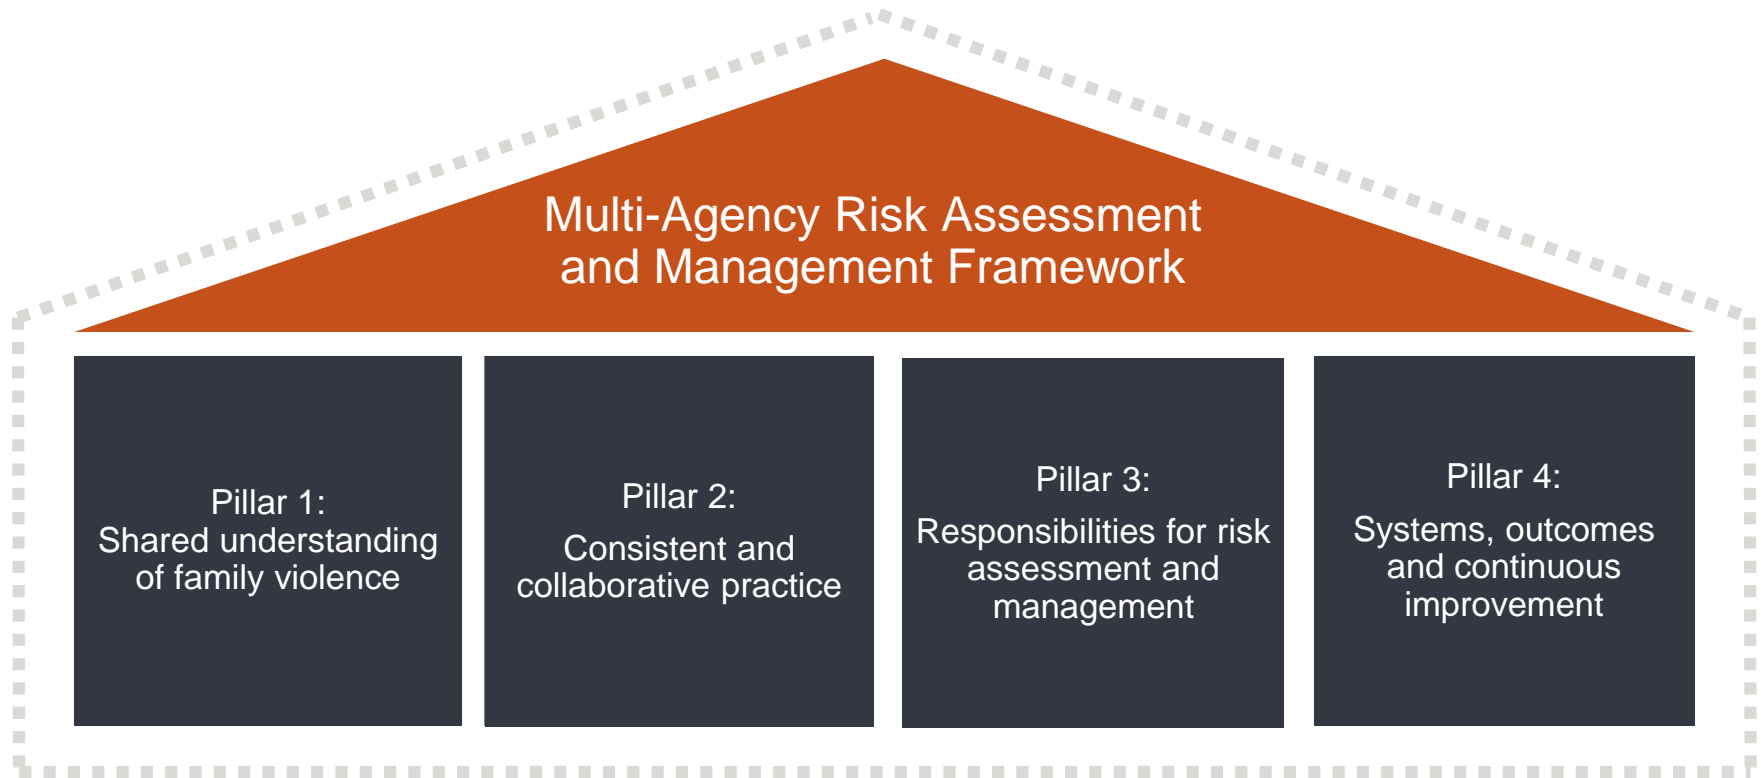 Multi-Agency Risk Assessment
and Management Framework
Pillar 1:
Shared understanding
of family violence
Pillar 2:
Consistent and
collaborative practice
Pillar 3:
Responsibilities for risk
assessment and
management
Pillar 4:
Systems, outcomes
and continuous
improvement